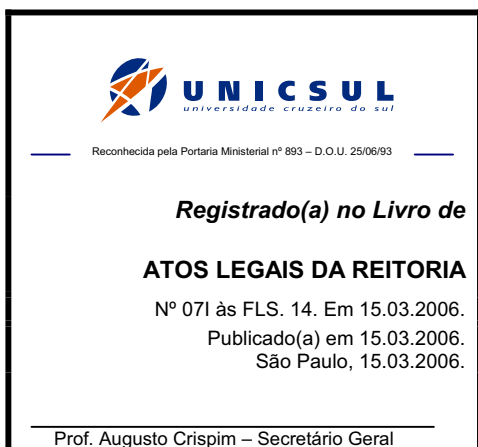 UNICSUL
universidade cruzeiro do sul
Reconhecida pela Portaria Ministerial nº 893 – D.O.U. 25/06/93
Registrado(a) no Livro de
ATOS LEGAIS DA REITORIA
Nº 07I às FLS. 14. Em 15.03.2006.
Publicado(a) em 15.03.2006.
São Paulo, 15.03.2006.
Prof. Augusto Crispim – Secretário Geral